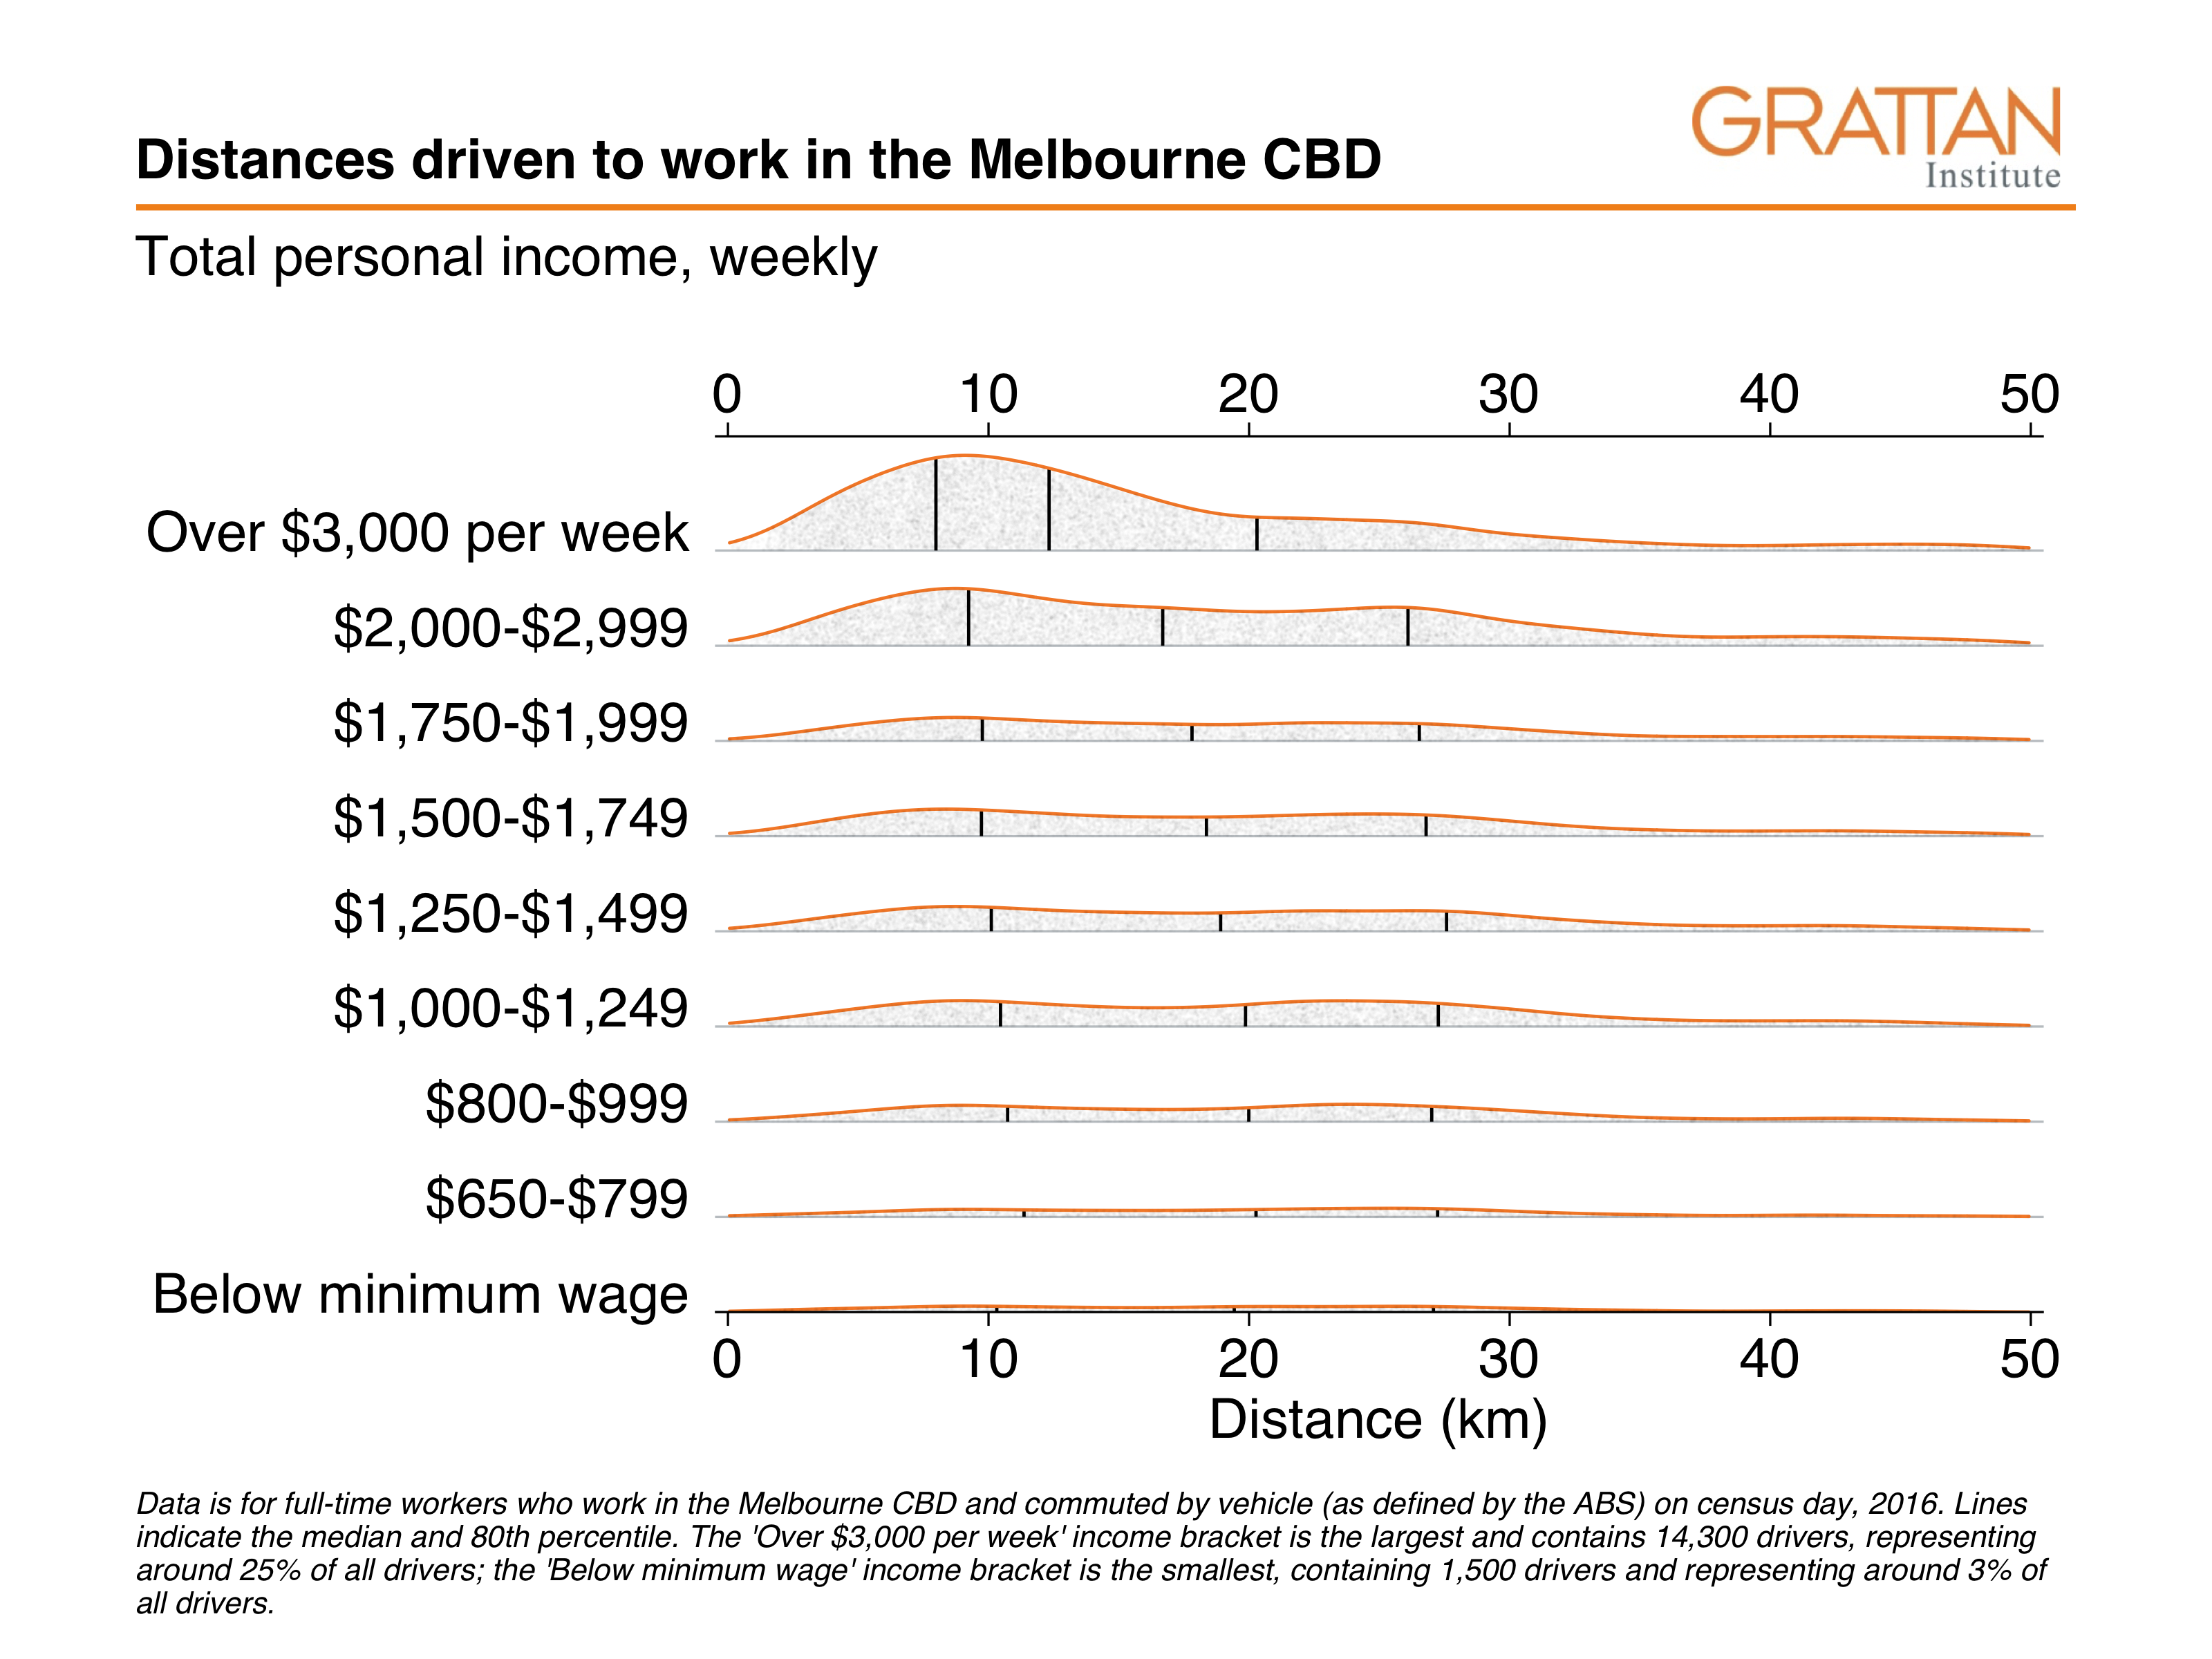 GRATTAN
Institute
Distances driven to work in the Melbourne CBD
Total personal income, weekly
0 10 20 30 40 50
Over $3,000 per week
$2,000-$2,999
$1,750-$1,999
$1,500-$1,749
$1,250-$1,499
$1,000-$1,249
$800-$999
$650-$799
Below minimum wage
0 10 20 30 40 50
Distance (km)
Data is for full-time workers who work in the Melbourne CBD and commuted by vehicle (as defined by the ABS) on census day, 2016. Lines
indicate the median and 80th percentile. The 'Over $3,000 per week' income bracket is the largest and contains 14,300 drivers, representing
around 25% of all drivers; the 'Below minimum wage' income bracket is the smallest, containing 1,500 drivers and representing around 3% of
all drivers.